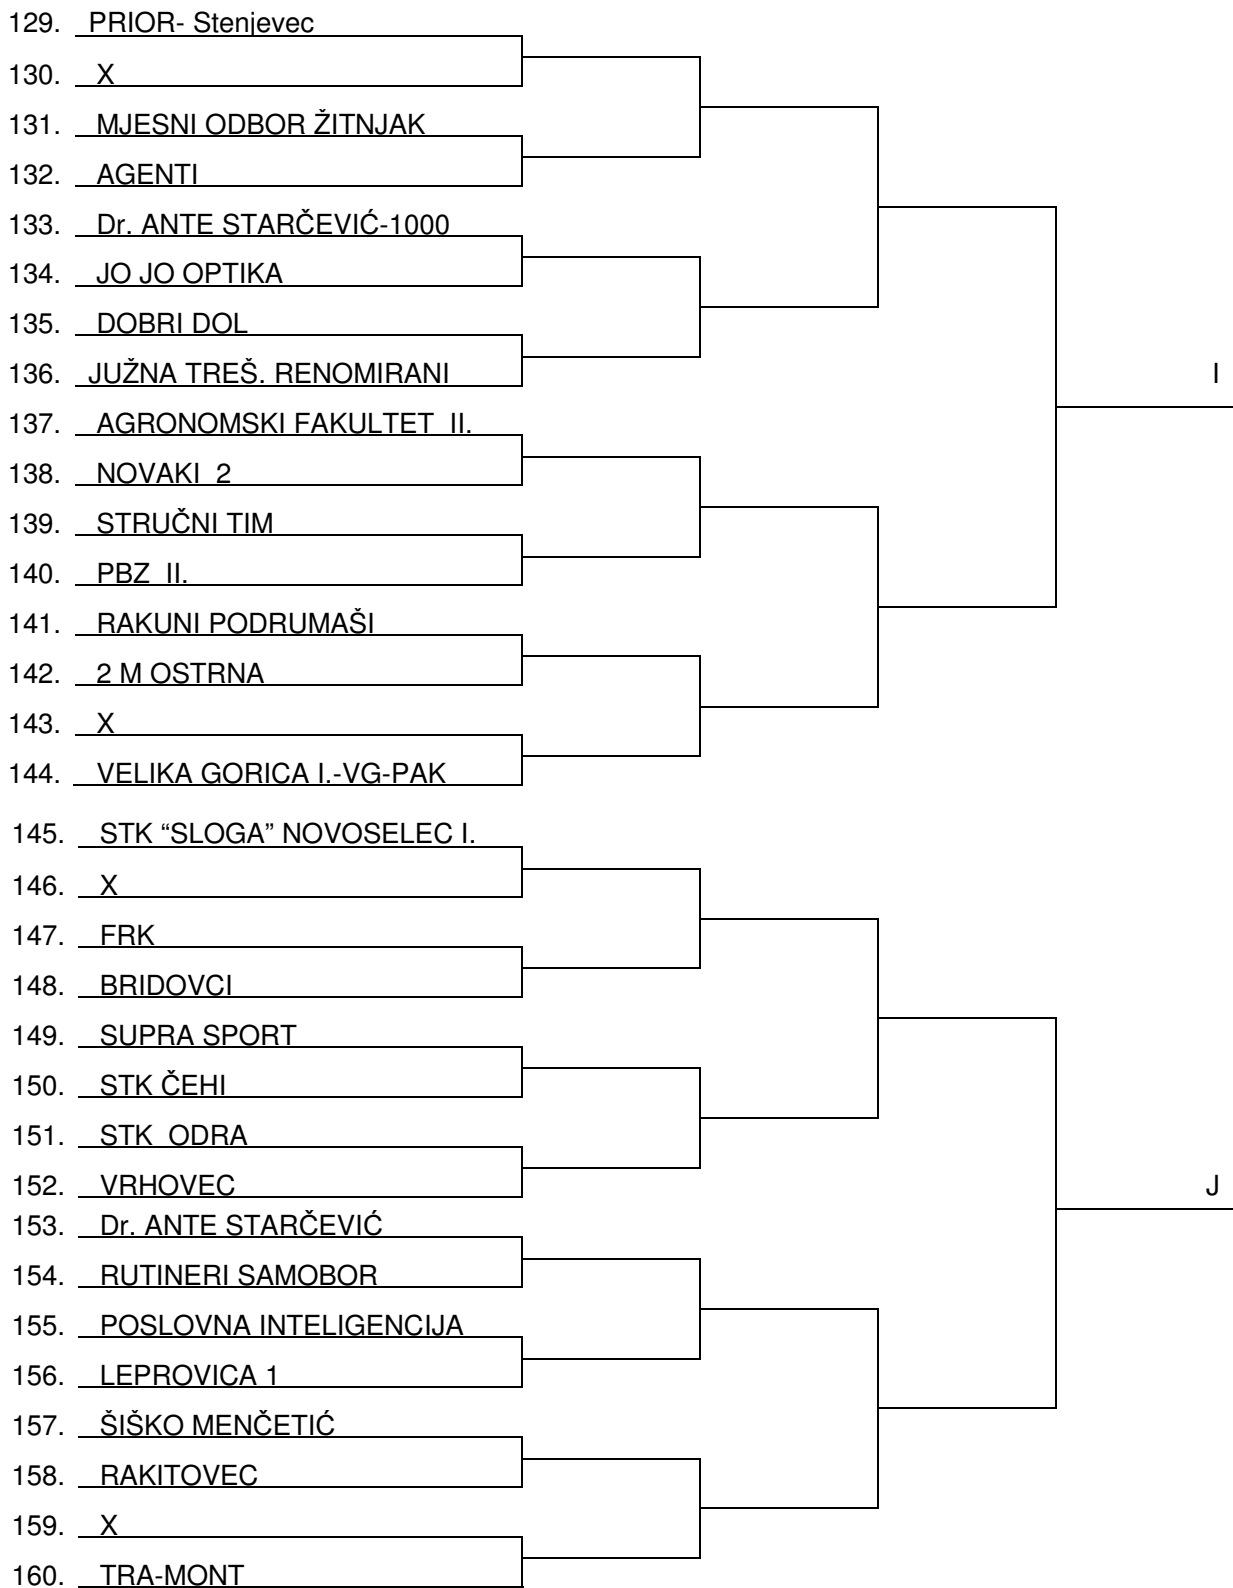 129. PRIOR- Stenjevec
130. X
131. MJESNI ODBOR ŽITNJAK
132. AGENTI
133. Dr. ANTE STARČEVIĆ-1000
134. JO JO OPTIKA
135. DOBRI DOL
136. JUŽNA TREŠ. RENOMIRANI
I
137. AGRONOMSKI FAKULTET II.
138. NOVAKI 2
139. STRUČNI TIM
140. PBZ II.
141. RAKUNI PODRUMAŠI
142. 2 M OSTRNA
143. X
144. VELIKA GORICA I.-VG-PAK
145. STK “SLOGA” NOVOSELEC I.
146. X
147. FRK
148. BRIDOVCI
149. SUPRA SPORT
150. STK ČEHI
151. STK ODRA
152. VRHOVEC
J
153. Dr. ANTE STARČEVIĆ
154. RUTINERI SAMOBOR
155. POSLOVNA INTELIGENCIJA
156. LEPROVICA 1
157. ŠIŠKO MENČETIĆ
158. RAKITOVEC
159. X
160. TRA-MONT